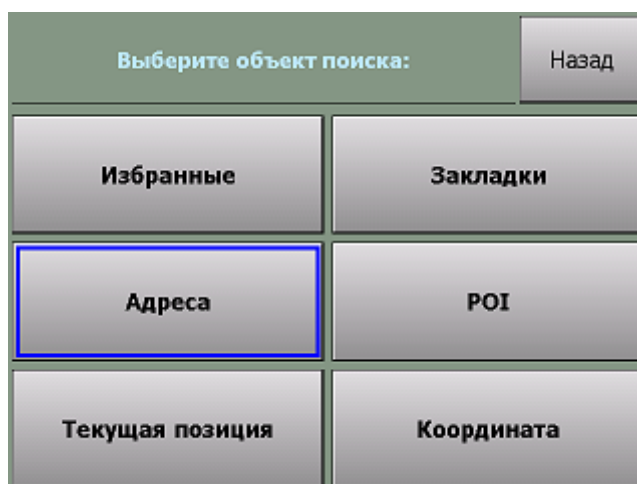 Выберите объект поиска:
Назад
Избранные
Закладки
Адреса
POI
Текущая позиция
Координата